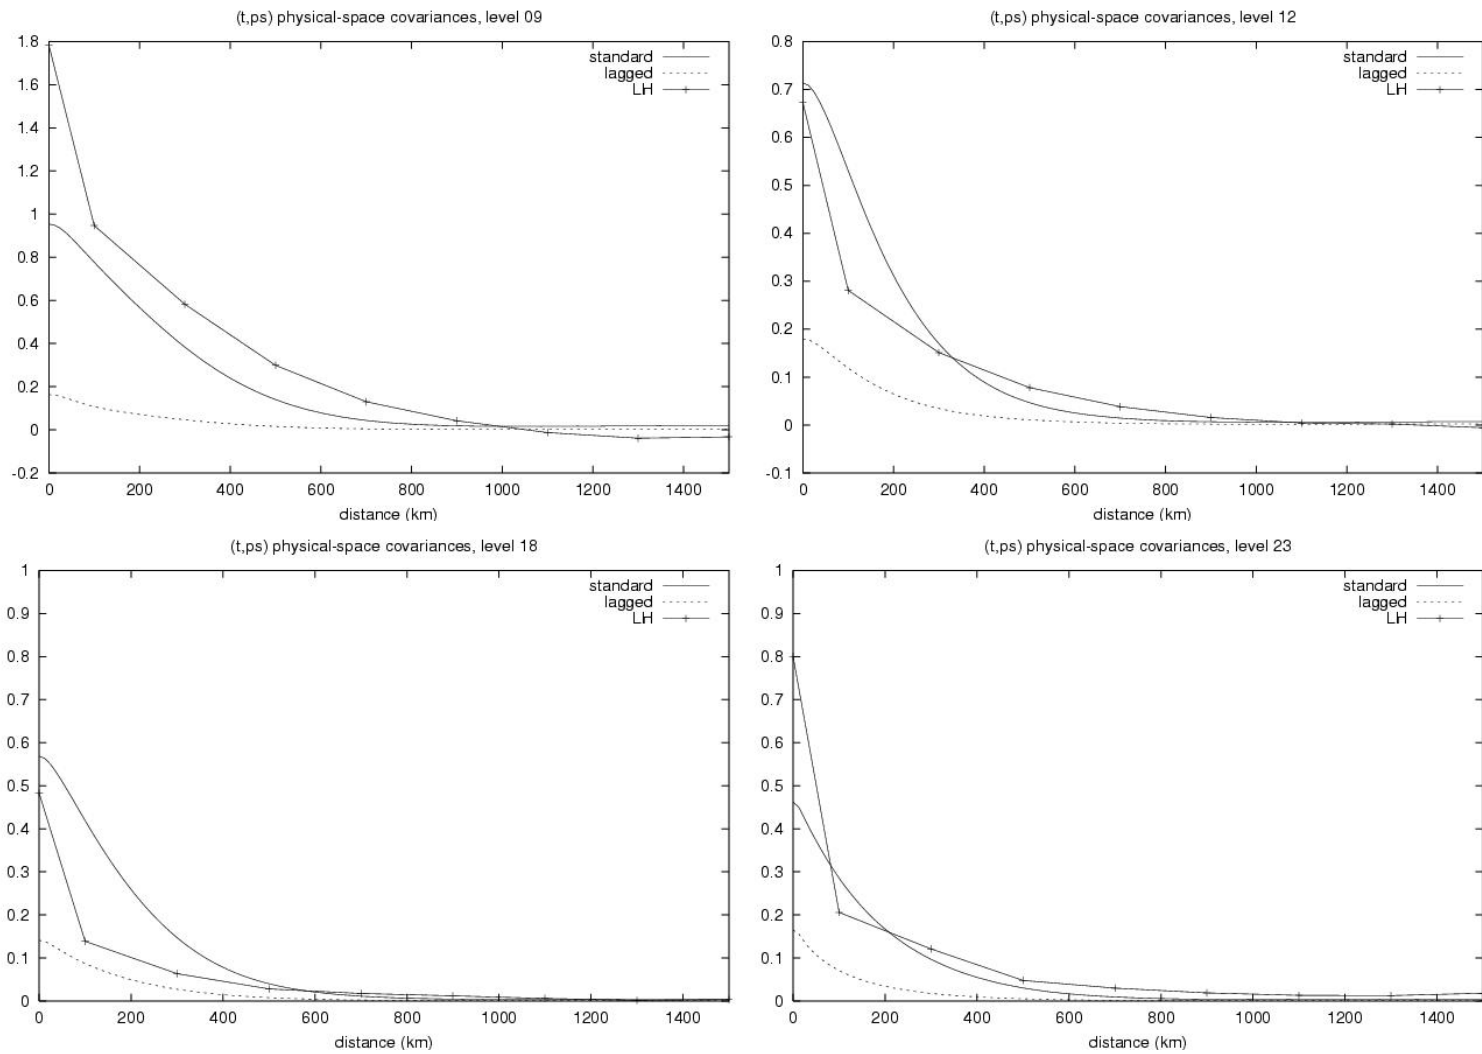 (t,ps) physical-space covariances, level 09
1.8
1.6
1.4
1.2
1
0.8
0.6
0.4
0.2
0
-0.2
standard
lagged
LH
0 200 400 600 800 1000 1200 1400
distance (km)
(t,ps) physical-space covariances, level 12
0.8
0.7
0.6
0.5
0.4
0.3
0.2
0.1
0
-0.1
standard
lagged
LH
0 200 400 600 800 1000 1200 1400
distance (km)
(t,ps) physical-space covariances, level 18
1
0.9
0.8
0.7
0.6
0.5
0.4
0.3
0.2
0.1
0
standard
lagged
LH
0 200 400 600 800 1000 1200 1400
distance (km)
(t,ps) physical-space covariances, level 23
1
0.9
0.8
0.7
0.6
0.5
0.4
0.3
0.2
0.1
0
standard
lagged
LH
0 200 400 600 800 1000 1200 1400
distance (km)